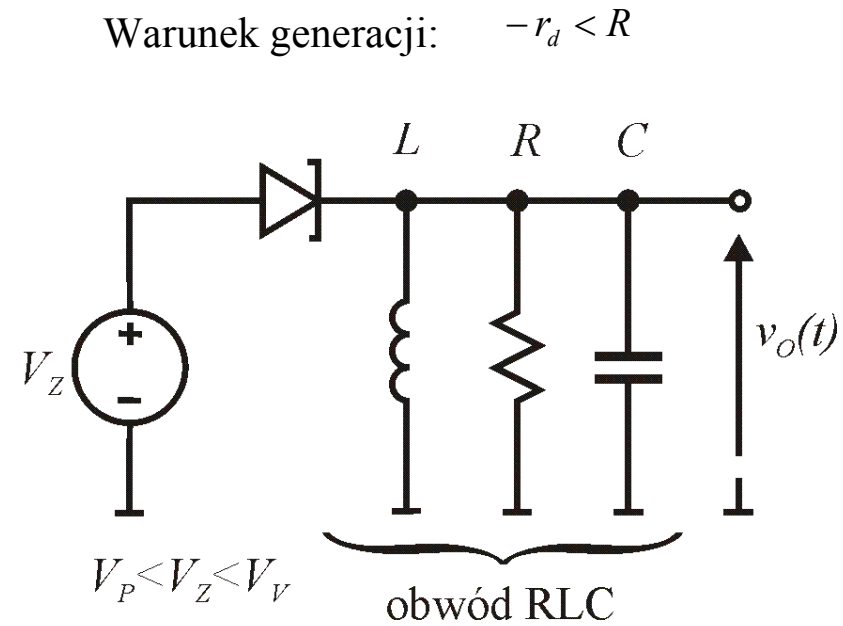 Warunek generacji: −r_d < R
L R C
+
−
V_Z
v_O(t)
V_P<V_Z<V_V
obwód RLC